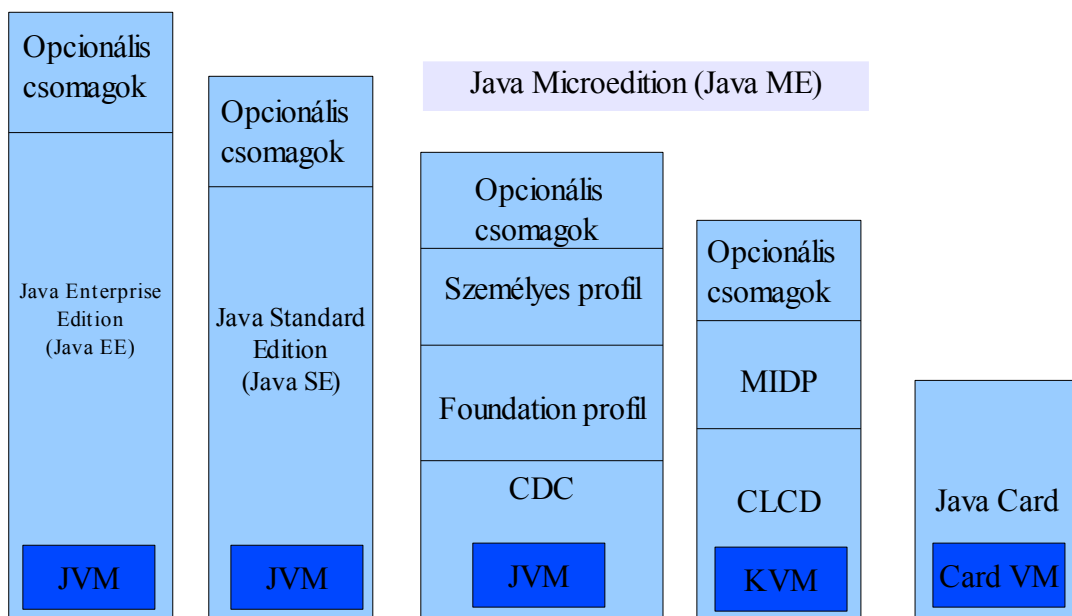 Opcionális
csomagok
Java Enterprise
Edition
(Java EE)
JVM
Opcionális
csomagok
Java Standard
Edition
(Java SE)
JVM
Java Microedition (Java ME)
Opcionális
csomagok
Személyes profil
Foundation profil
CDC
JVM
Opcionális
csomagok
MIDP
CLCD
KVM
Java Card
Card VM